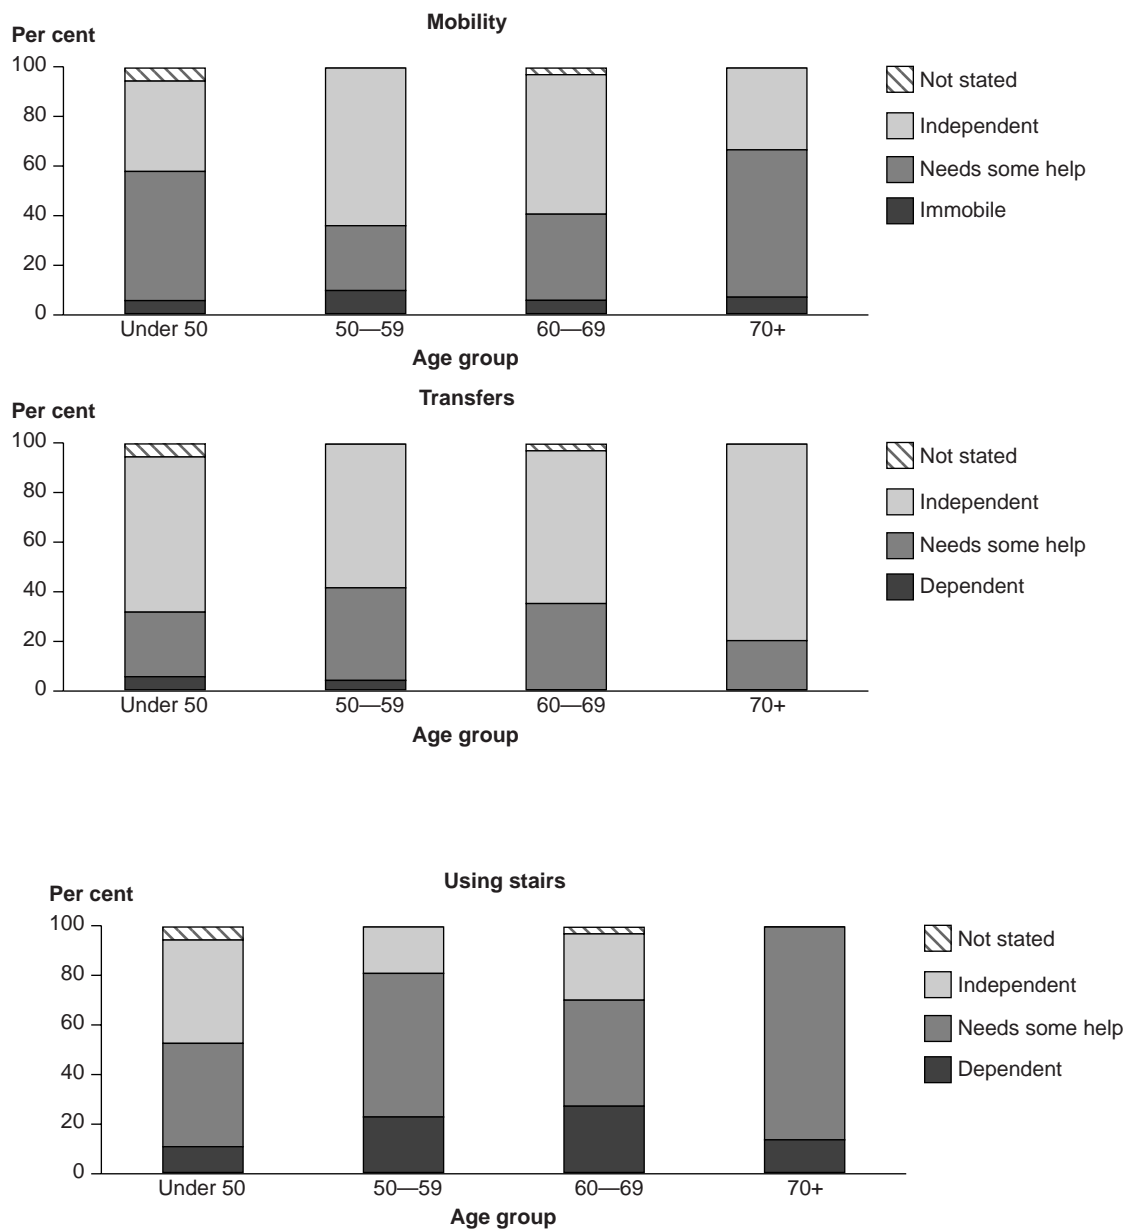 Mobility
Per cent
100
80
60
40
20
0
Under 50 50—59 60—69 70+
Age group
Not stated
Independent
Needs some help
Immobile
Transfers
Per cent
100
80
60
40
20
0
Under 50 50—59 60—69 70+
Age group
Not stated
Independent
Needs some help
Dependent
Using stairs
Per cent
100
80
60
40
20
0
Under 50 50—59 60—69 70+
Age group
Not stated
Independent
Needs some help
Dependent